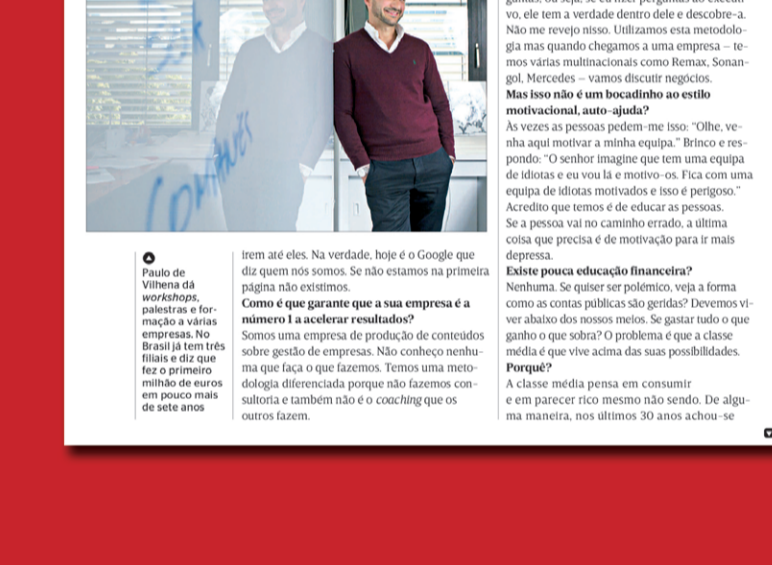 Paulo de
Vilhena dá
workshops,
palestras e for-
mação a várias
empresas. No
Brasil já tem três
filiais e diz que
fez o primeiro
milhão de euros
em pouco mais
de sete anos
irem até eles. Na verdade, hoje é o Google que
diz quem nós somos. Se não estamos na primeira
página não existimos.
Como é que garante que a sua empresa é a
número 1 a acelerar resultados?
Somos uma empresa de produção de conteúdos
sobre gestão de empresas. Não conheço nenhu-
ma que faça o que fazemos. Temos uma meto-
dologia diferenciada porque não fazemos con-
sultoria e também não é o coaching que os
outros fazem.
vo, ele tem a verdade dentro dele e descobre-a.
Não me revejo nisso. Utilizamos esta metodolo-
gia mas quando chegamos a uma empresa – te-
mos várias multinacionais como Remax, Sonan-
gol, Mercedes – vamos discutir negócios.
Mas isso não é um bocadinho ao estilo
motivacional, auto-ajuda?
Às vezes as pessoas pedem-me isso: "Olhe, ve-
nha aqui motivar a minha equipa." Brinco e res-
pondo: "O senhor imagine que tem uma equipa
de idiotas e eu vou lá e motivo-os. Fica com uma
equipa de idiotas motivados e isso é perigoso."
Acredito que temos é de educar as pessoas.
Se a pessoa vai no caminho errado, a última
coisa que precisa é de motivação para ir mais
depressa.
Existe pouca educação financeira?
Nenhuma. Se quiser ser polémico, veja a forma
como as contas públicas são geridas? Devemos vi-
ver abaixo dos nossos meios. Se gastar tudo o que
ganho o que sobra? O problema é que a classe
média é que vive acima das suas possibilidades.
Porquê?
A classe média pensa em consumir
e em parecer rico mesmo não sendo. De algu-
ma maneira, nos últimos 30 anos achou-se